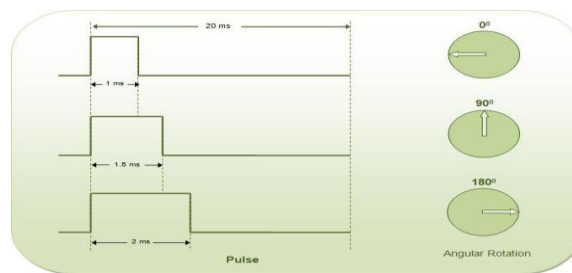 20 ms
0⁰
1 ms
90⁰
1.5 ms
180⁰
2 ms
Pulse
Angular Rotation